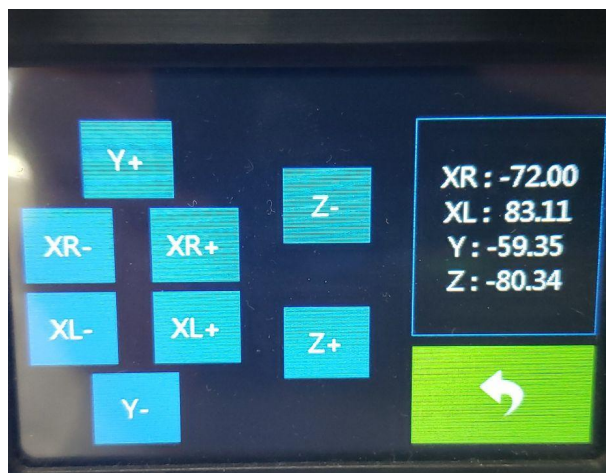 Y+
Z-
XR- XR+
XL- XL+
Z+
Y-
XR: -72.00
XL: 83.11
Y: -59.35
Z: -80.34